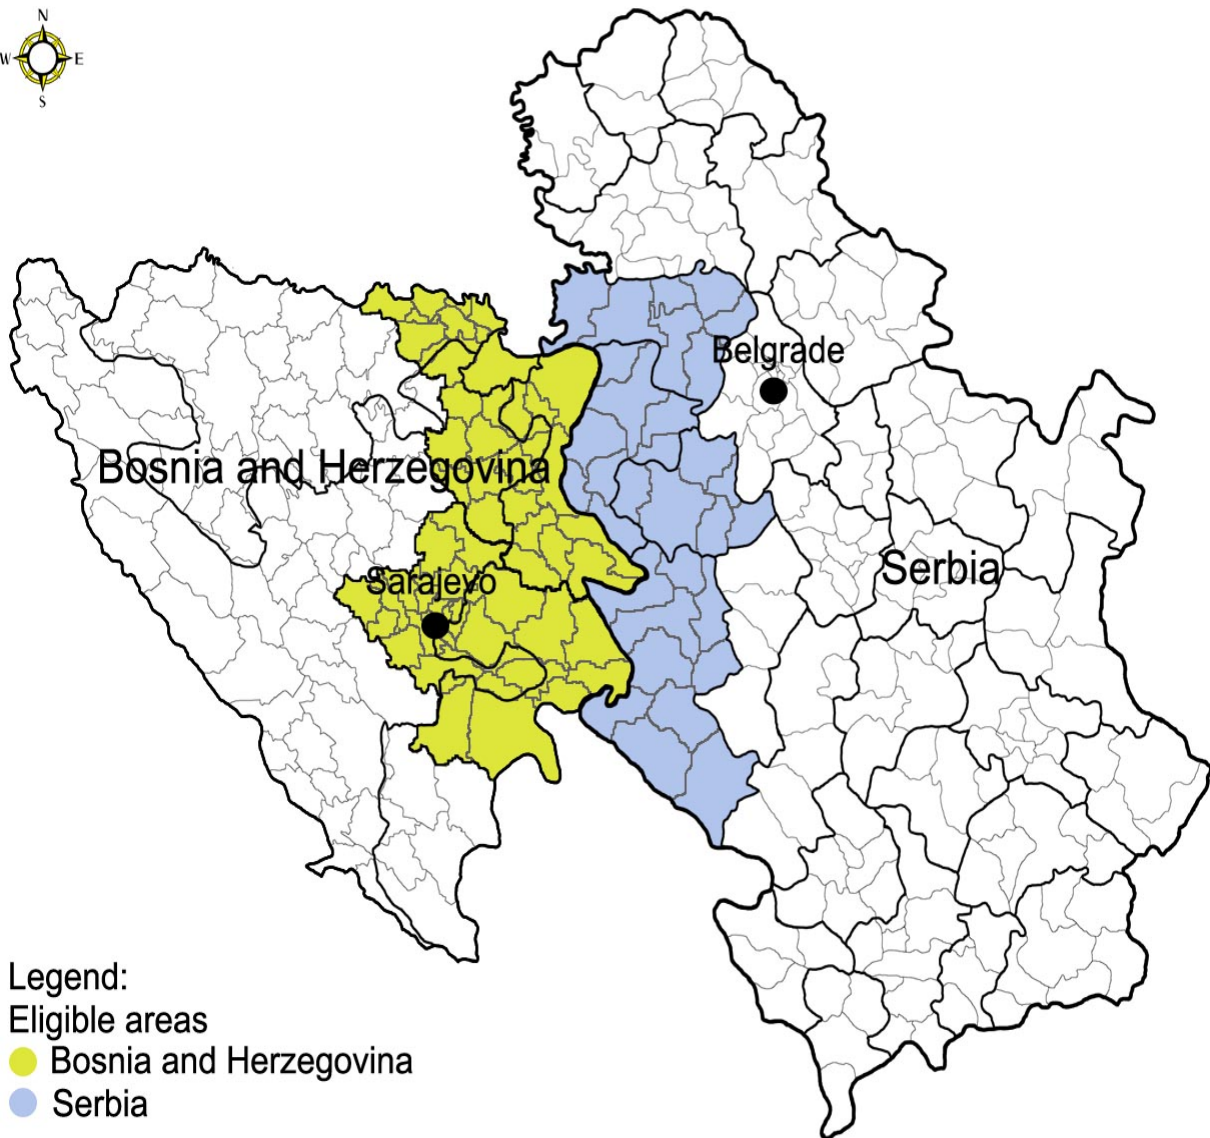 N
W E
S
Belgrade
Bosnia and Herzegovina
Serbia
Sarajevo
Legend:
Eligible areas
Bosnia and Herzegovina
Serbia